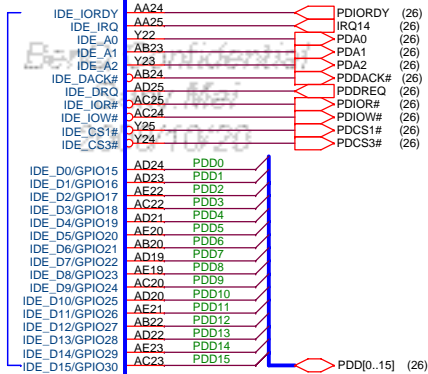 IDE_IORDY AA24 PDIORDY (26)
IDE_IRQ AA25 IRQ14 (26)
IDE_A0 Y22 PDA0 (26)
IDE_A1 AB23 PDA1 (26)
IDE_A2 Y23 PDA2 (26)
IDE_DACK# AB24 PDDACK# (26)
IDE_DRQ AD25 PDDREQ (26)
IDE_IOR# AC25 PDIOR# (26)
IDE_IOW# AC24 PDIOW# (26)
IDE_CS1# Y25 PDCS1# (26)
IDE_CS3# Y24 PDCS3# (26)
IDE_D0/GPIO15 AD24 PDD0
IDE_D1/GPIO16 AD23 PDD1
IDE_D2/GPIO17 AE22 PDD2
IDE_D3/GPIO18 AC22 PDD3
IDE_D4/GPIO19 AD21 PDD4
IDE_D5/GPIO20 AE20 PDD5
IDE_D6/GPIO21 AB20 PDD6
IDE_D7/GPIO22 AD19 PDD7
IDE_D8/GPIO23 AE19 PDD8
IDE_D9/GPIO24 AC20 PDD9
IDE_D10/GPIO25 AD20 PDD10
IDE_D11/GPIO26 AE21 PDD11
IDE_D12/GPIO27 AB22 PDD12
IDE_D13/GPIO28 AD22 PDD13
IDE_D14/GPIO29 AE23 PDD14
IDE_D15/GPIO30 AC23 PDD15
PDD[0..15] (26)